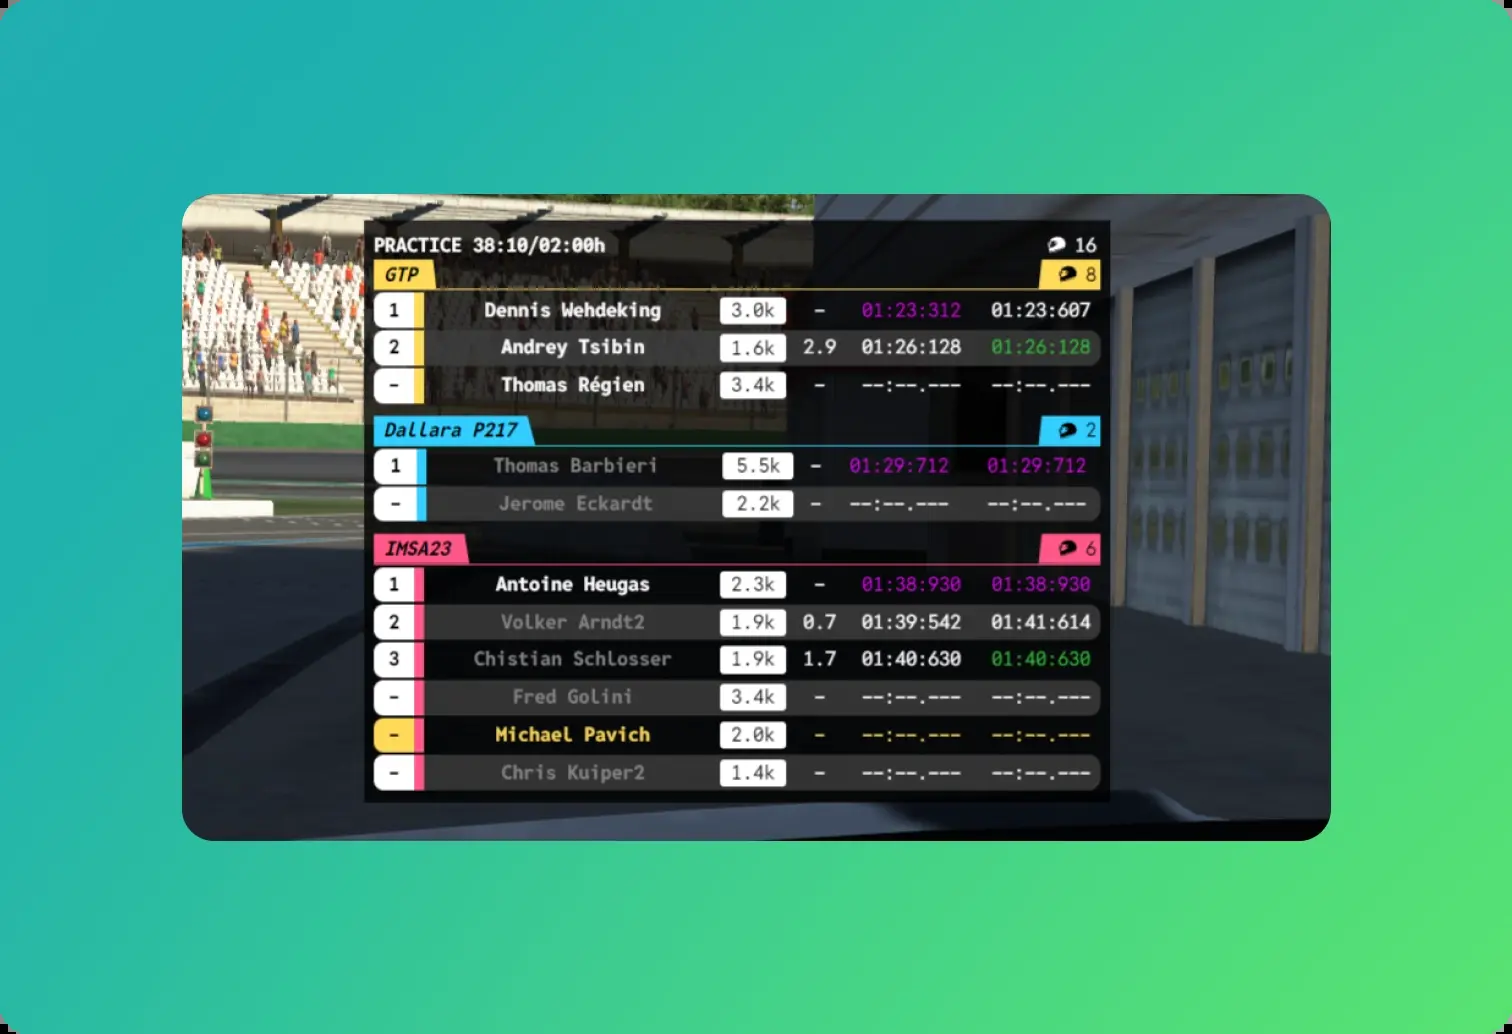 PRACTICE 38:10/02:00h 16
GTP 8
1 Dennis Wehdeking 3.0k – 01:23:312 01:23:607
2 Andrey Tsibin 1.6k 2.9 01:26:128 01:26:128
– Thomas Régien 3.4k – --:--.--- --:--.---
Dallara P217 2
1 Thomas Barbieri 5.5k – 01:29:712 01:29:712
– Jerome Eckardt 2.2k – --:--.--- --:--.---
IMSA23 6
1 Antoine Heugas 2.3k – 01:38:930 01:38:930
2 Volker Arndt2 1.9k 0.7 01:39:542 01:41:614
3 Chistian Schlosser 1.9k 1.7 01:40:630 01:40:630
– Fred Golini 3.4k – --:--.--- --:--.---
– Michael Pavich 2.0k – --:--.--- --:--.---
– Chris Kuiper2 1.4k – --:--.--- --:--.---